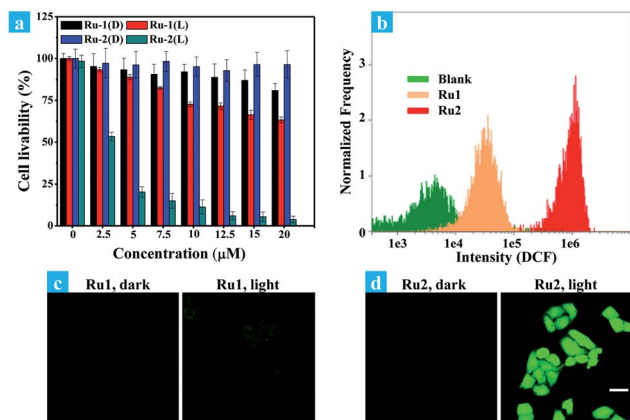 a
Ru-1(D) Ru-1(L)
Ru-2(D) Ru-2(L)
Cell livability (%)
125
100
75
50
25
0
0 2.5 5 7.5 10 12.5 15 20
Concentration (μM)
b
Blank
Ru1
Ru2
Normalized Frequency
3
2
1
0
1e3 1e4 1e5 1e6
Intensity (DCF)
c
Ru1, dark Ru1, light
d
Ru2, dark Ru2, light